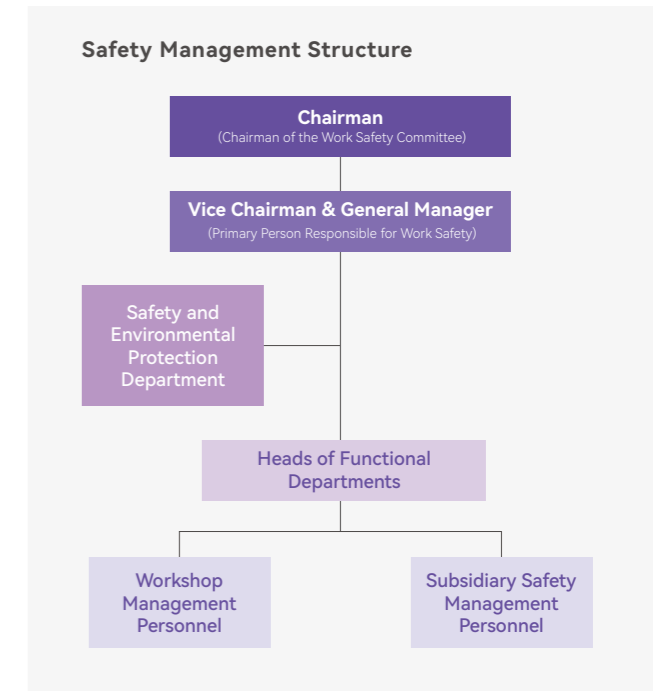 Safety Management Structure
Chairman
(Chairman of the Work Safety Committee)
Vice Chairman & General Manager
(Primary Person Responsible for Work Safety)
Safety and
Environmental
Protection
Department
Heads of Functional
Departments
Workshop
Management
Personnel
Subsidiary Safety
Management
Personnel